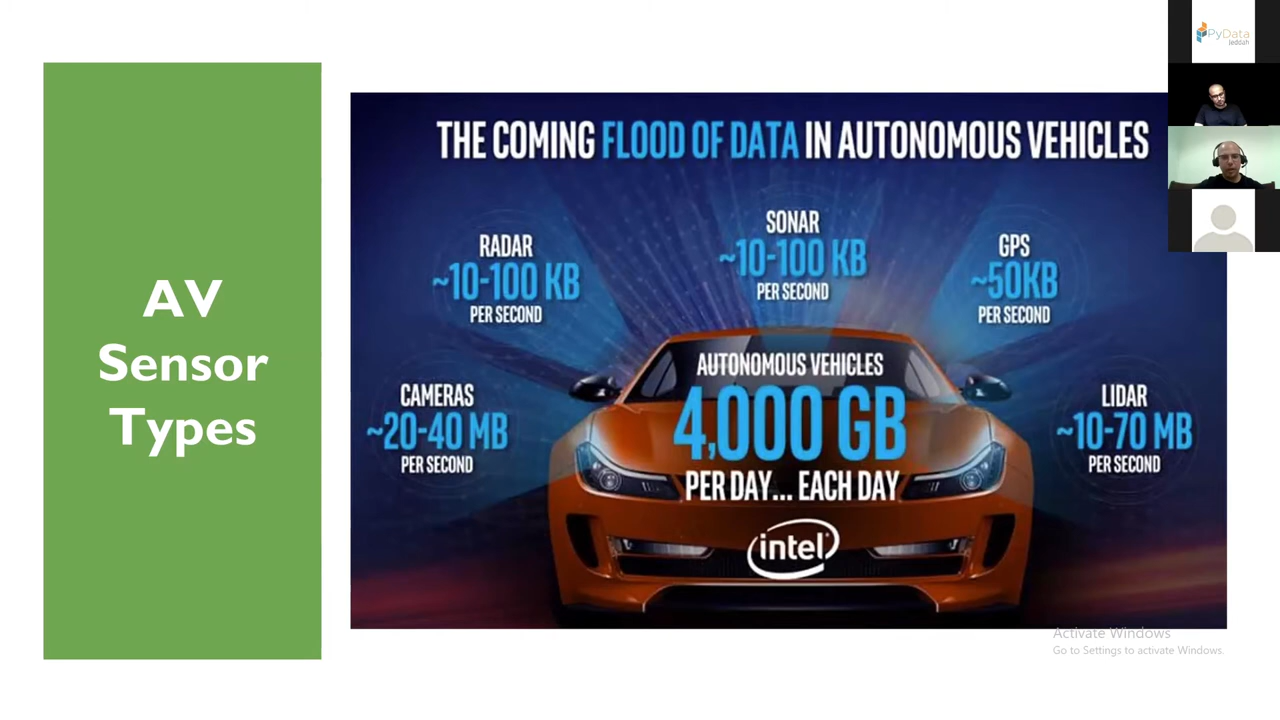 AV
Sensor
Types
THE COMING FLOOD OF DATA IN AUTONOMOUS VEHICLES
RADAR
~10-100 KB
PER SECOND
SONAR
~10-100 KB
PER SECOND
GPS
~50KB
PER SECOND
CAMERAS
~20-40 MB
PER SECOND
AUTONOMOUS VEHICLES
4,000 GB
PER DAY... EACH DAY
intel
LIDAR
~10-70 MB
PER SECOND
PyData
Jeddah
Activate Windows
Go to Settings to activate Windows.